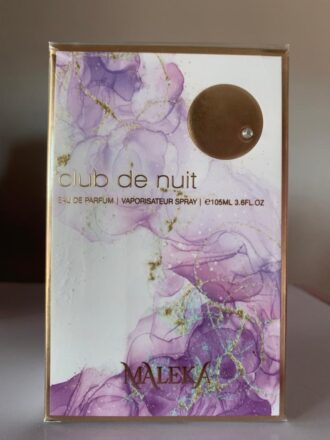 club de nuit
EAU DE PARFUM | VAPORISATEUR SPRAY | ℮105ML 3.6FL.OZ
MALEKA